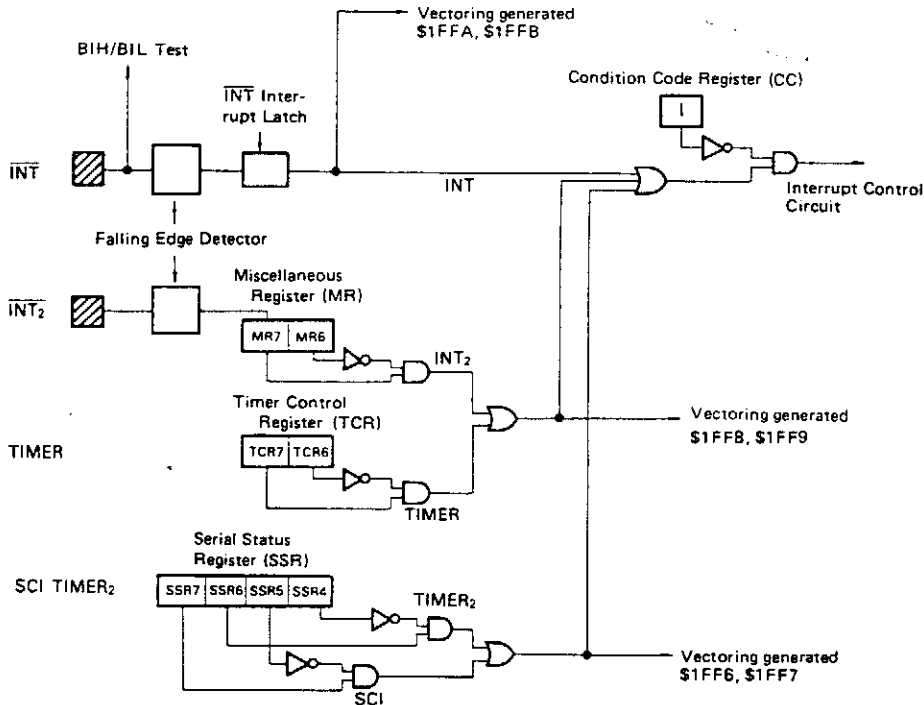 Vectoring generated
$1FFA, $1FFB
BIH/BIL Test
Condition Code Register (CC)
INT Inter-
rupt Latch
I
INT
INT
Interrupt Control
Circuit
Falling Edge Detector
Miscellaneous
Register (MR)
INT2
MR7 MR6
INT2
Timer Control
Register (TCR)
Vectoring generated
$1FF8, $1FF9
TIMER
TCR7 TCR6
TIMER
Serial Status
Register (SSR)
SCI TIMER2
SSR7 SSR6 SSR5 SSR4
TIMER2
Vectoring generated
$1FF6, $1FF7
SCI